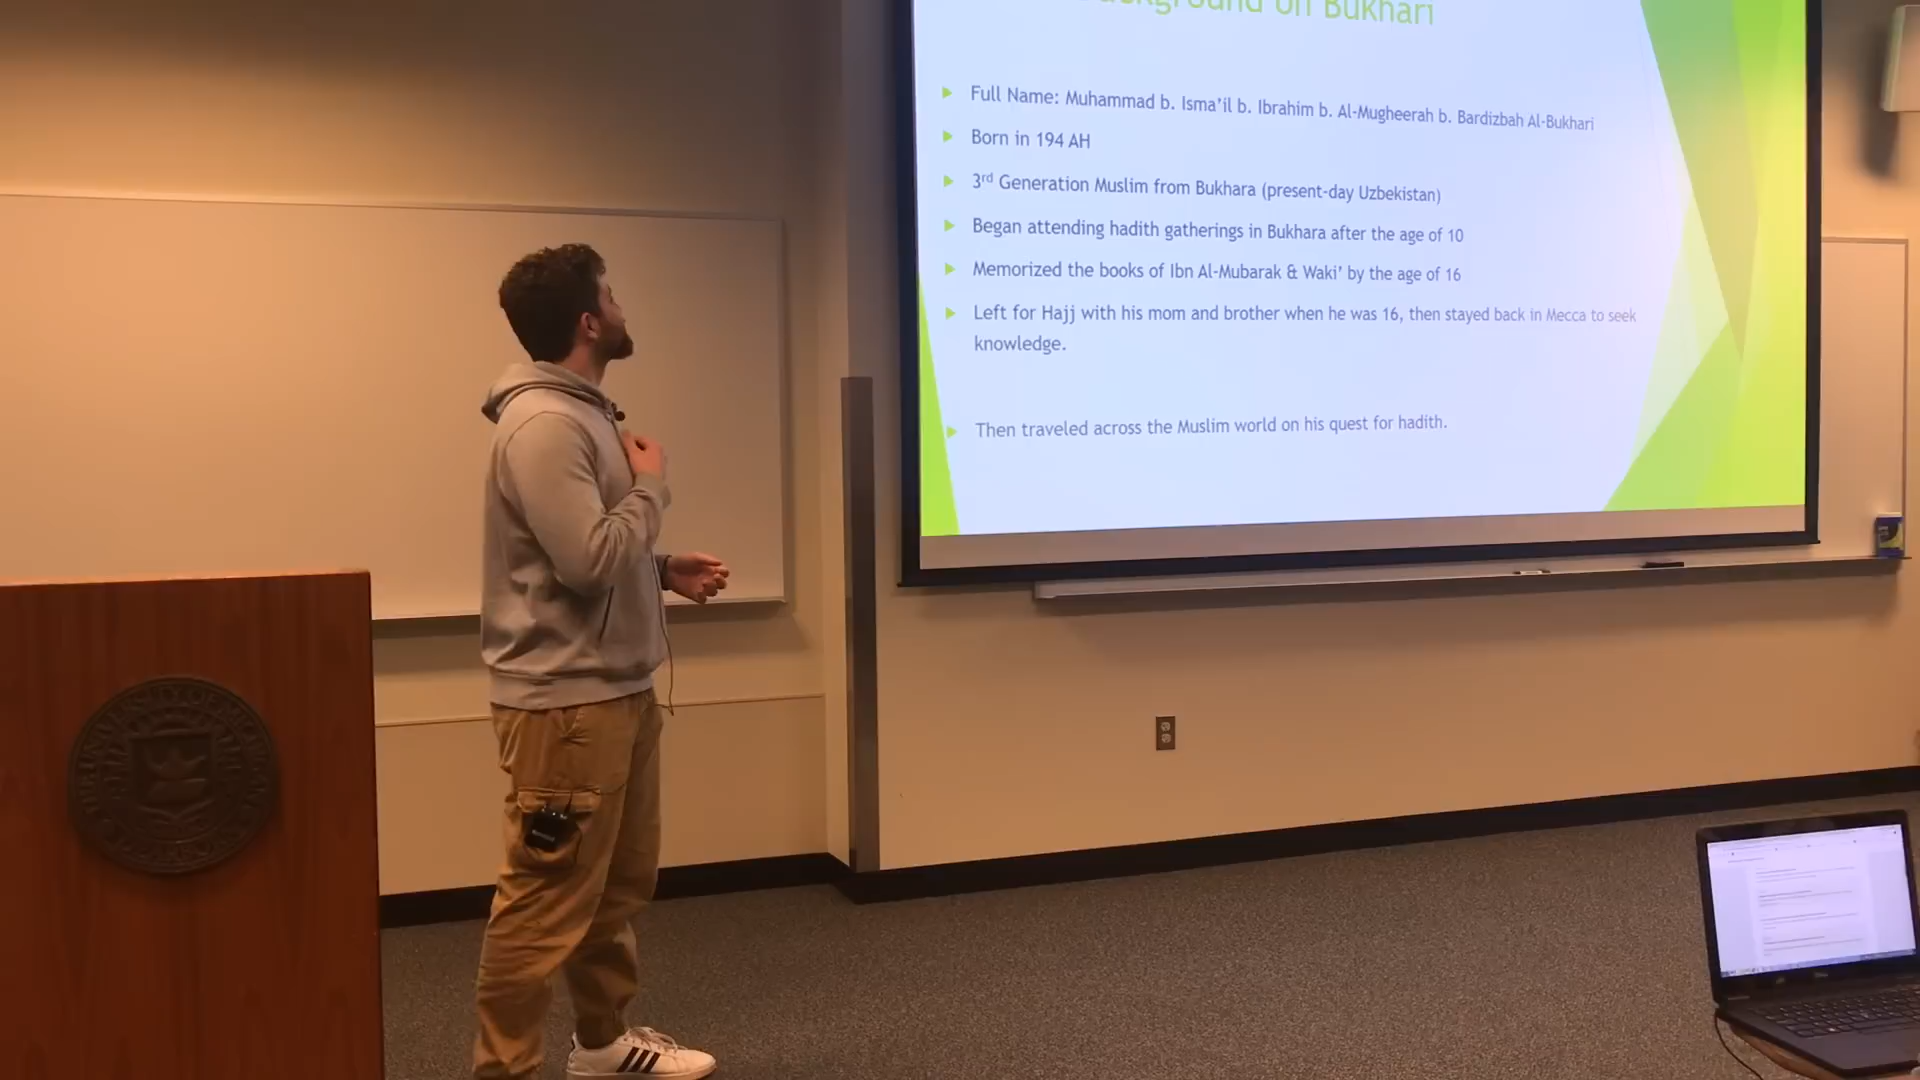 Background on Bukhari
Full Name: Muhammad b. Isma'il b. Ibrahim b. Al-Mugheerah b. Bardizbah Al-Bukhari
Born in 194 AH
3rd Generation Muslim from Bukhara (present-day Uzbekistan)
Began attending hadith gatherings in Bukhara after the age of 10
Memorized the books of Ibn Al-Mubarak & Waki' by the age of 16
Left for Hajj with his mom and brother when he was 16, then stayed back in Mecca to seek
knowledge.
Then traveled across the Muslim world on his quest for hadith.